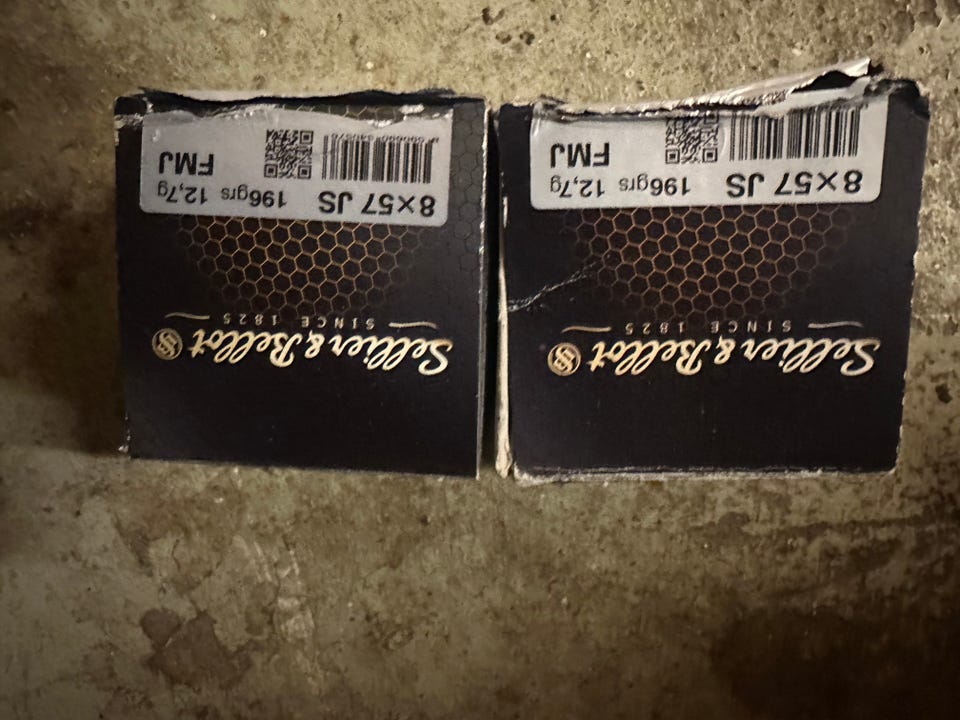 Sellier & Bellot
SINCE 1825
8×57 JS 196grs 12,7g
FMJ
Sellier & Bellot
SINCE 1825
8×57 JS 196grs 12,7g
FMJ